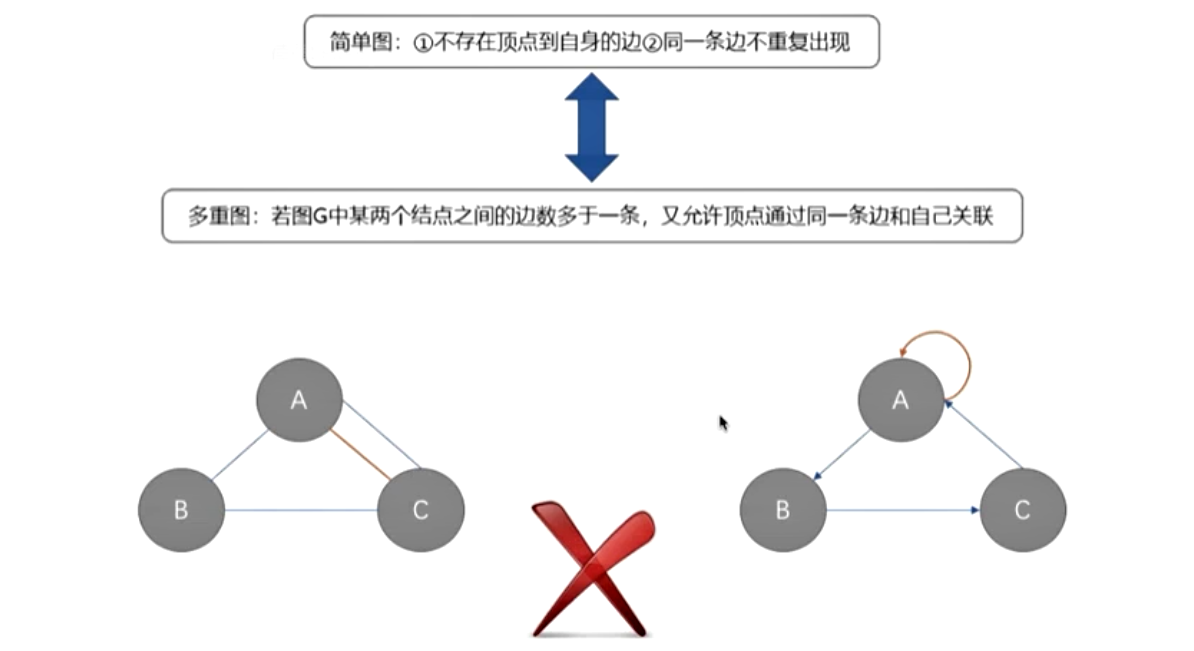 简单图：①不存在顶点到自身的边②同一条边不重复出现
多重图：若图G中某两个结点之间的边数多于一条，又允许顶点通过同一条边和自己关联
A
A
B
C
B
C